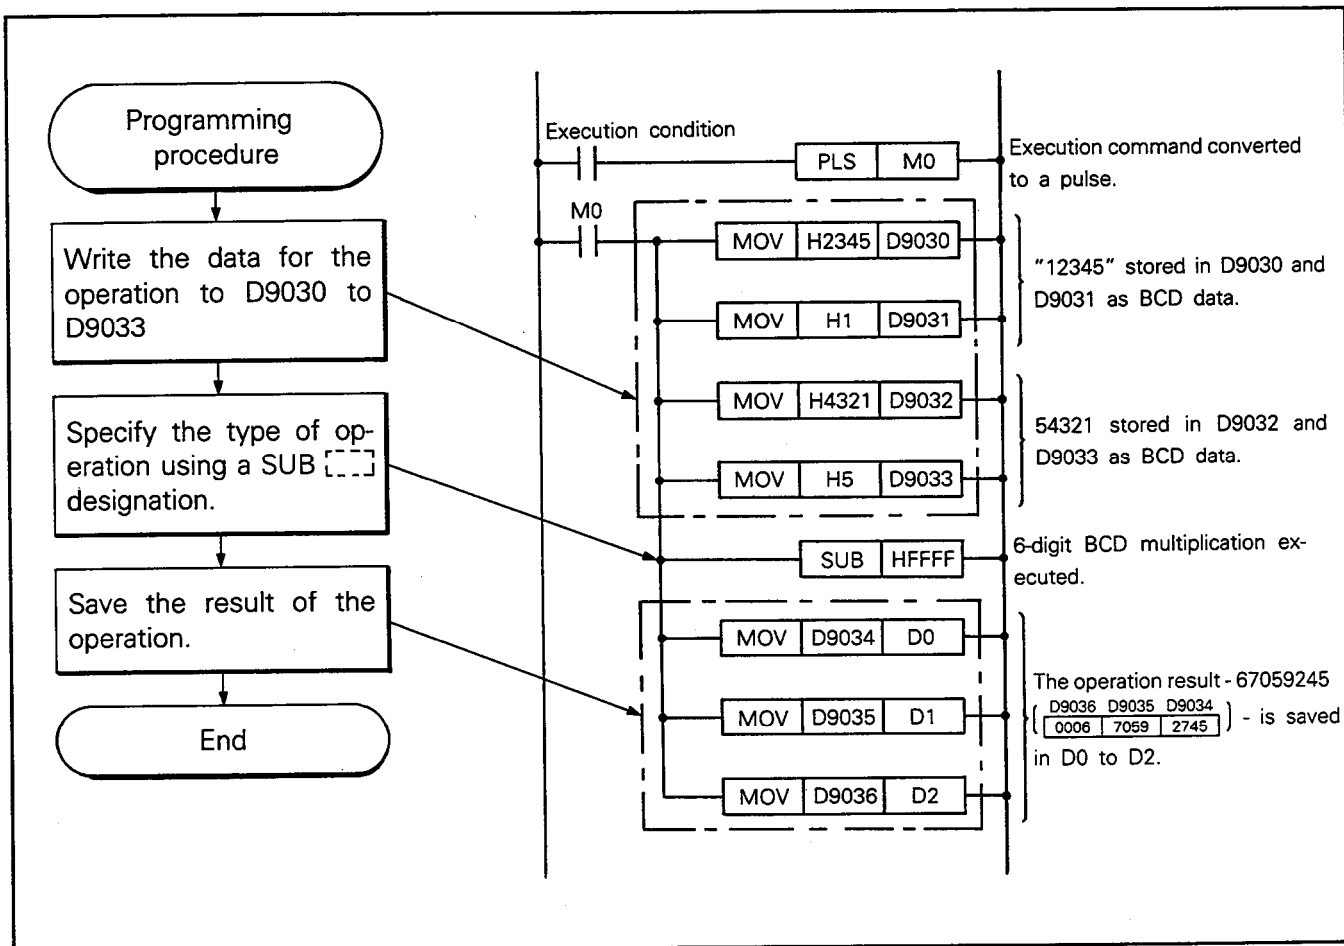 Programming
procedure
Write the data for the
operation to D9030 to
D9033
Specify the type of op-
eration using a SUB
designation.
Save the result of the
operation.
End
Execution condition
PLS M0
Execution command converted
to a pulse.
M0
MOV H2345 D9030
"12345" stored in D9030 and
D9031 as BCD data.
MOV H1 D9031
MOV H4321 D9032
54321 stored in D9032 and
D9033 as BCD data.
MOV H5 D9033
SUB HFFFF
6-digit BCD multiplication ex-
ecuted.
MOV D9034 D0
MOV D9035 D1
MOV D9036 D2
The operation result - 67059245
D9036 D9035 D9034
( 0006 7059 2745 ) - is saved
in D0 to D2.